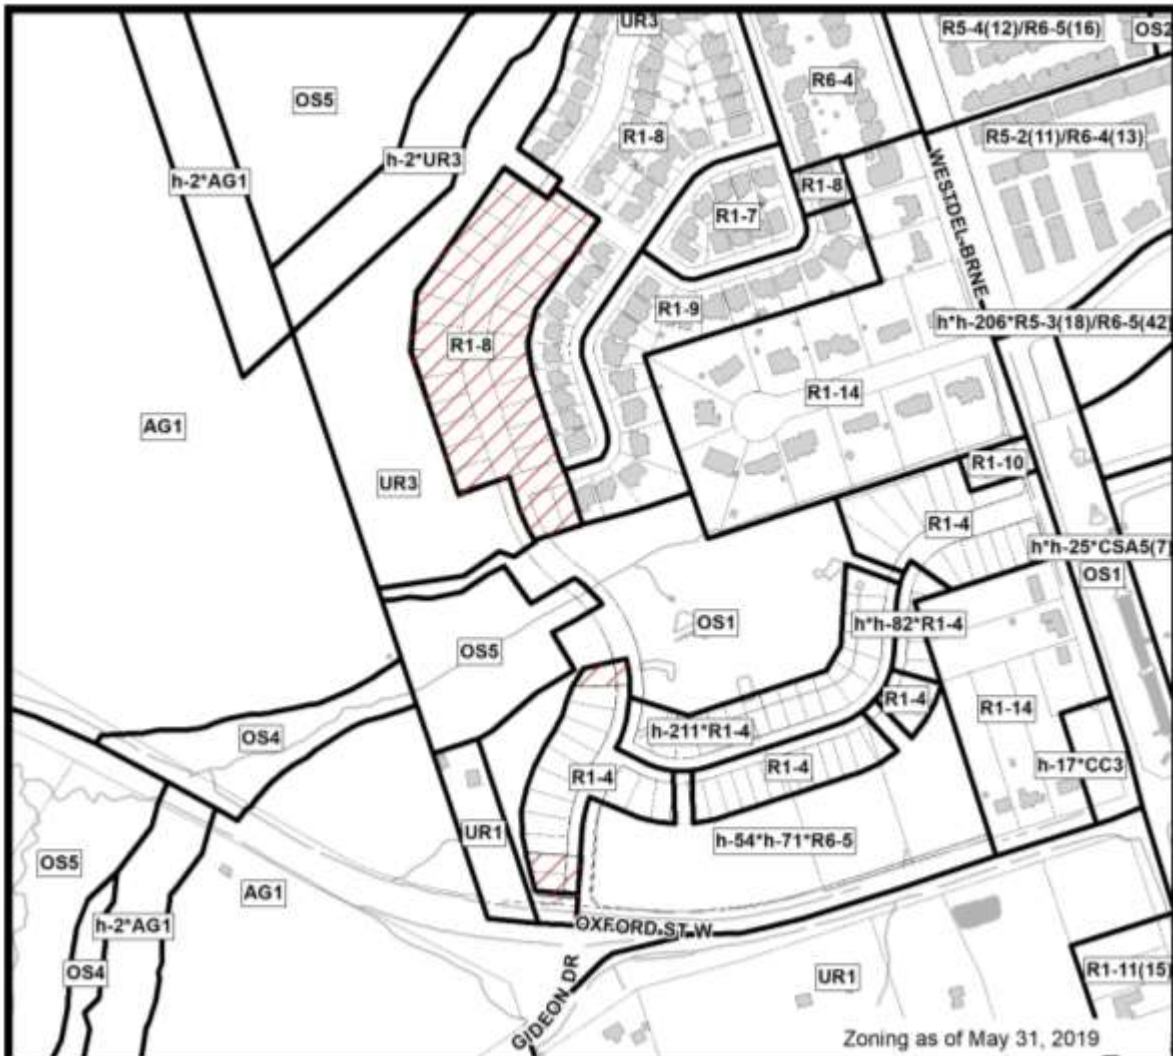 UR3
R5-4(12)/R6-5(16)
OS2
OS5
R6-4
R1-8
R5-2(11)/R6-4(13)
h-2*UR3
h-2*AG1
R1-8
WESTDEL-BRNE
R1-7
R1-9
h*h-206*R5-3(18)/R6-5(42)
R1-8
R1-14
AG1
UR3
R1-10
R1-4
h*h-25*CSA5(7)
OS1
OS1
h*h-82*R1-4
OS5
R1-4
R1-14
h-211*R1-4
OS4
R1-4
R1-4
h-17*CC3
UR1
h-54*h-71*R6-5
OS5
AG1
h-2*AG1
OXFORD ST W
OS4
GIDEON DR
UR1
R1-11(15)
Zoning as of May 31, 2019